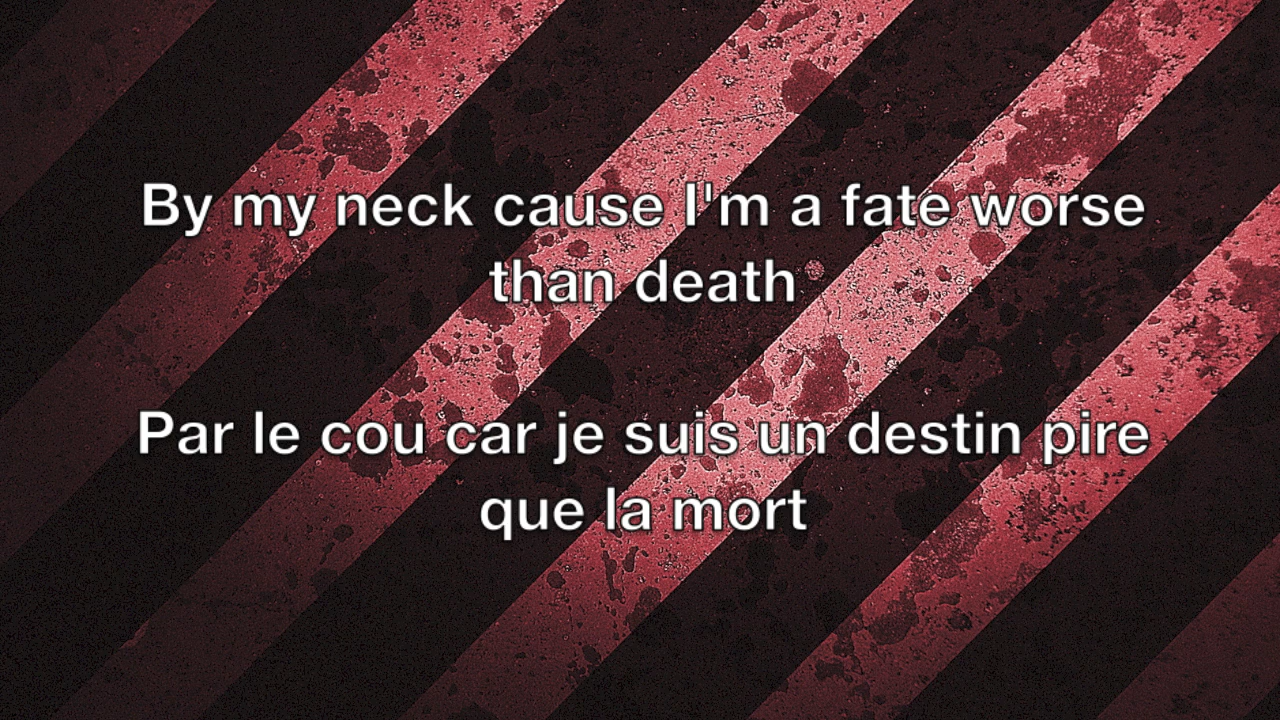 By my neck cause I'm a fate worse
than death
Par le cou car je suis un destin pire
que la mort